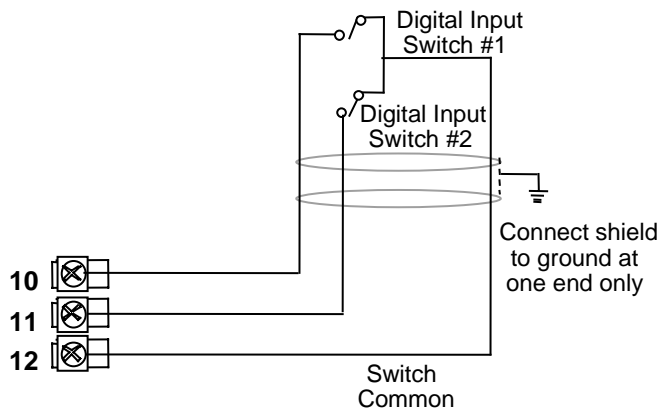 Digital Input
Switch #1
Digital Input
Switch #2
Connect shield
to ground at
one end only
10
11
12
Switch
Common